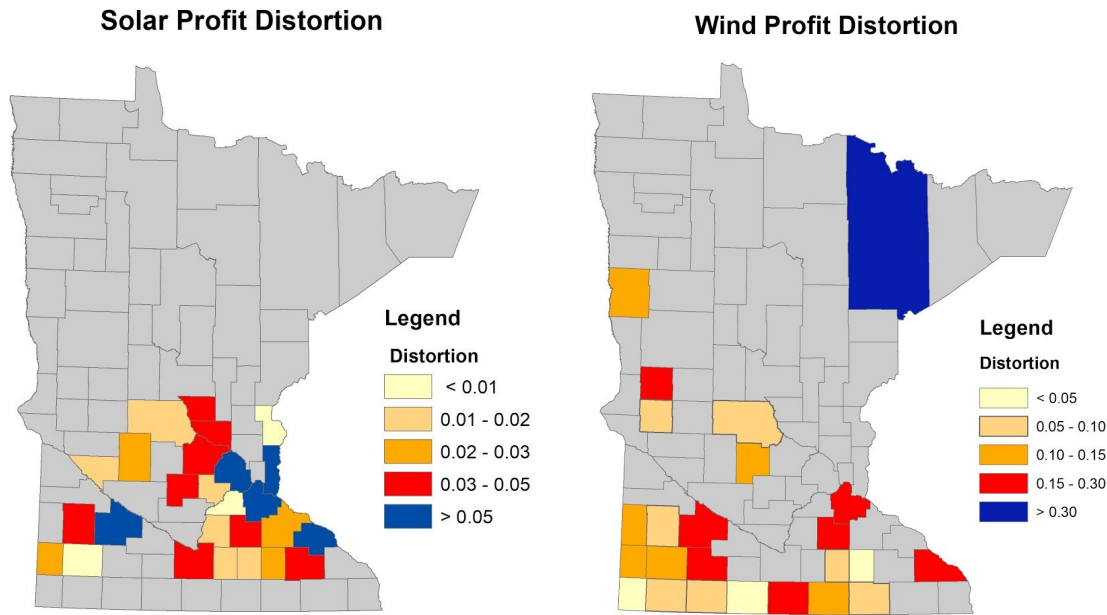 Solar Profit Distortion
Legend
Distortion
< 0.01
0.01 - 0.02
0.02 - 0.03
0.03 - 0.05
> 0.05
Wind Profit Distortion
Legend
Distortion
< 0.05
0.05 - 0.10
0.10 - 0.15
0.15 - 0.30
> 0.30